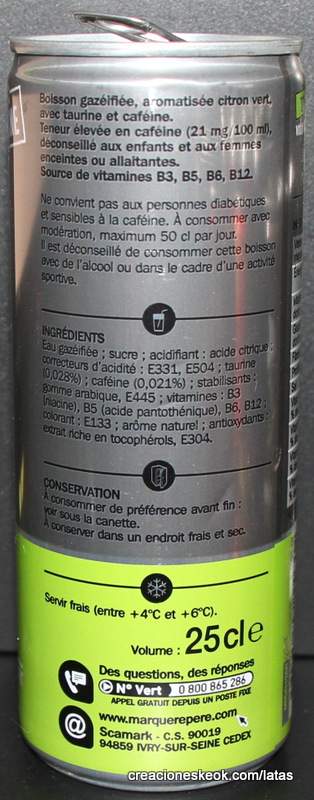 Boisson gazéifiée, aromatisée citron vert,
avec taurine et caféine.
Teneur élevée en caféine (21 mg/100 ml),
déconseillé aux enfants et aux femmes
enceintes ou allaitantes.
Source de vitamines B3, B5, B6, B12.
Ne convient pas aux personnes diabétiques
et sensibles à la caféine. À consommer avec
modération, maximum 50 cl par jour.
Il est déconseillé de consommer cette boisson
avec de l'alcool ou dans le cadre d'une activité
sportive.
INGRÉDIENTS
Eau gazéifiée ; sucre ; acidifiant : acide citrique ;
correcteurs d'acidité : E331, E504 ; taurine
(0,028%) ; caféine (0,021%) ; stabilisants :
gomme arabique, E445 ; vitamines : B3
(niacine), B5 (acide pantothénique), B6, B12 ;
colorant : E133 ; arôme naturel ; antioxydants :
extrait riche en tocophérols, E304.
CONSERVATION
À consommer de préférence avant fin :
voir sous la canette.
À conserver dans un endroit frais et sec.
Servir frais (entre +4°C et +6°C).
Volume : 25cl e
Des questions, des réponses
N° Vert 0 800 865 286
APPEL GRATUIT DEPUIS UN POSTE FIXE
www.marquerepere.com
@ Scamark - C.S. 90019
94859 IVRY-SUR-SEINE CEDEX
creacioneskeok.com/latas